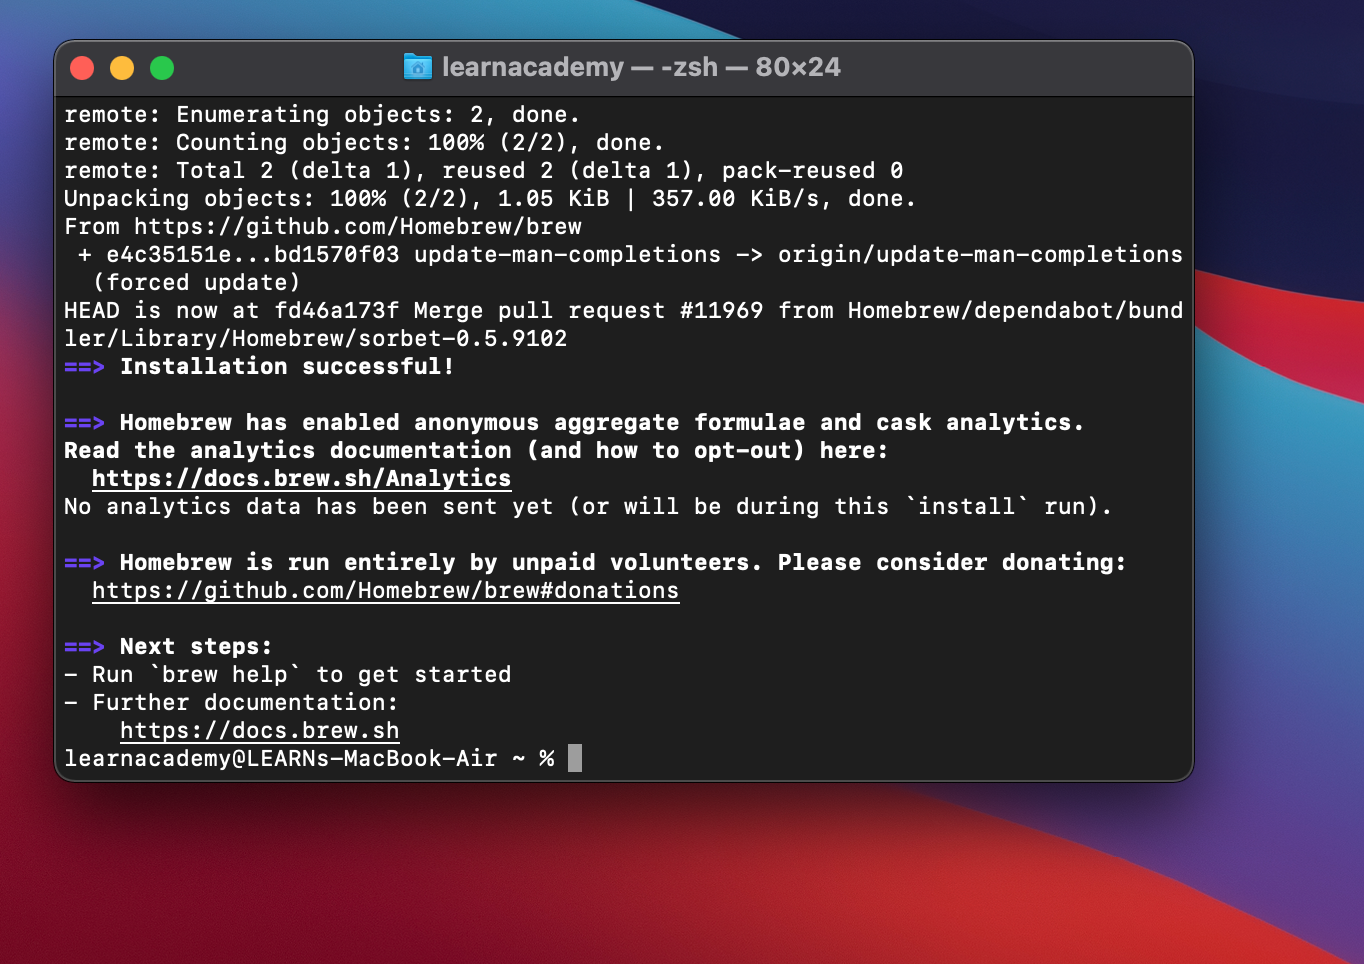 learnacademy — -zsh — 80×24
remote: Enumerating objects: 2, done.
remote: Counting objects: 100% (2/2), done.
remote: Total 2 (delta 1), reused 2 (delta 1), pack-reused 0
Unpacking objects: 100% (2/2), 1.05 KiB | 357.00 KiB/s, done.
From https://github.com/Homebrew/brew
 + e4c35151e...bd1570f03 update-man-completions -> origin/update-man-completions
  (forced update)
HEAD is now at fd46a173f Merge pull request #11969 from Homebrew/dependabot/bund
ler/Library/Homebrew/sorbet-0.5.9102
==> Installation successful!
==> Homebrew has enabled anonymous aggregate formulae and cask analytics.
Read the analytics documentation (and how to opt-out) here:
  https://docs.brew.sh/Analytics
No analytics data has been sent yet (or will be during this `install` run).
==> Homebrew is run entirely by unpaid volunteers. Please consider donating:
  https://github.com/Homebrew/brew#donations
==> Next steps:
- Run `brew help` to get started
- Further documentation:
    https://docs.brew.sh
learnacademy@LEARNs-MacBook-Air ~ %